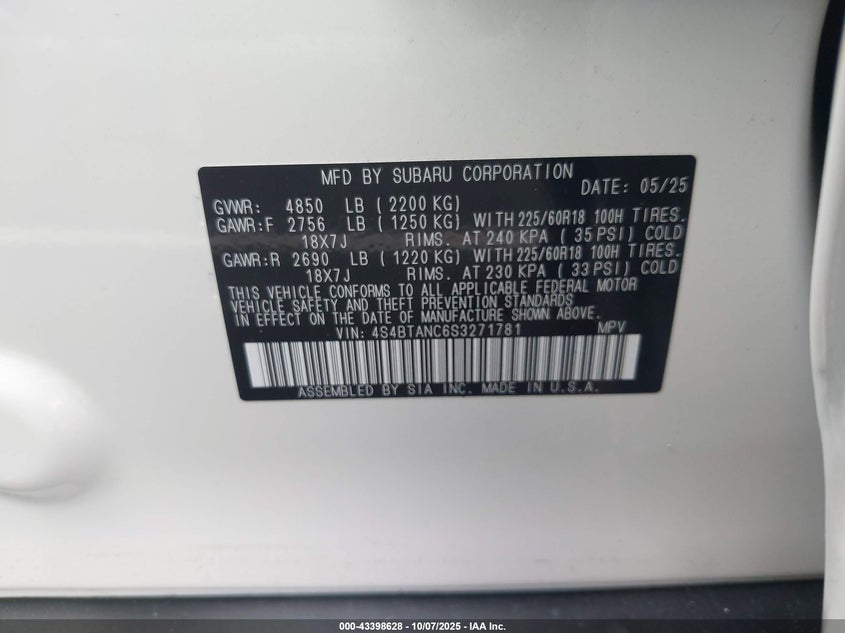 MFD BY SUBARU CORPORATION
DATE: 05/25
GVWR: 4850 LB ( 2200 KG)
GAWR:F 2756 LB ( 1250 KG) WITH 225/60R18 100H TIRES.
18X7J RIMS. AT 240 KPA ( 35 PSI) COLD
GAWR:R 2690 LB ( 1220 KG) WITH 225/60R18 100H TIRES.
18X7J RIMS. AT 230 KPA ( 33 PSI) COLD
THIS VEHICLE CONFORMS TO ALL APPLICABLE FEDERAL MOTOR
VEHICLE SAFETY AND THEFT PREVENTION STANDARDS
IN EFFECT ON THE DATE OF MANUFACTURE SHOWN ABOVE.
VIN: 4S4BTANC6S3271781 MPV
ASSEMBLED BY SIA INC. MADE IN U.S.A.
000-43398628 - 10/07/2025 - IAA Inc.